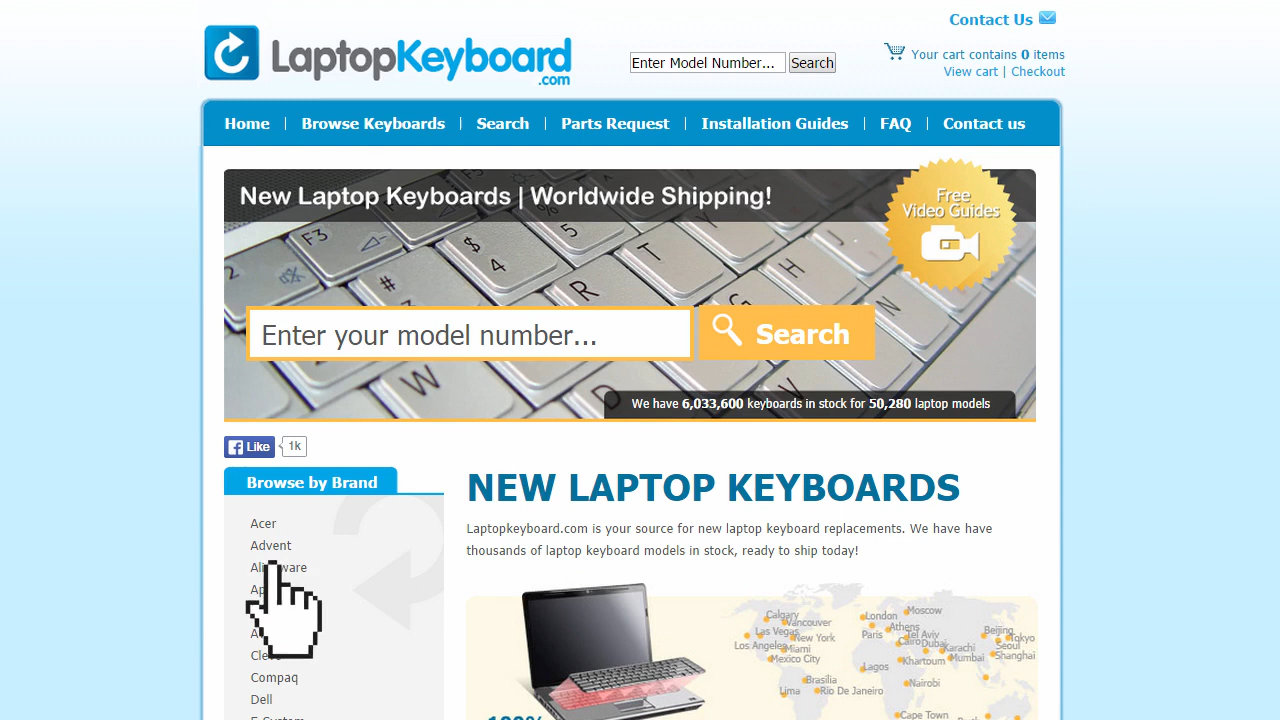 Contact Us
LaptopKeyboard
.com
Enter Model Number... Search
Your cart contains 0 items
View cart | Checkout
Home | Browse Keyboards | Search | Parts Request | Installation Guides | FAQ | Contact us
New Laptop Keyboards | Worldwide Shipping!
Free
Video Guides
F3
%
5
$
4
T
2
#
R
H
G
N
Enter your model number...
Search
W
D
V
We have 6,033,600 keyboards in stock for 50,280 laptop models
Like 1k
Browse by Brand
Acer
Advent
Compaq
Dell
NEW LAPTOP KEYBOARDS
Laptopkeyboard.com is your source for new laptop keyboard replacements. We have have
thousands of laptop keyboard models in stock, ready to ship today!
Calgary
Vancouver
Las Vegas
New York
Los Angeles
Miami
Mexico City
Brasilia
Lima
Rio De Janeiro
London
Moscow
Paris
Athens
Tel Aviv
Cairo
Dubai
Karachi
Khartoum
Mumbai
Lagos
Nairobi
Cape Town
Beijing
Tokyo
Seoul
Shanghai
100%